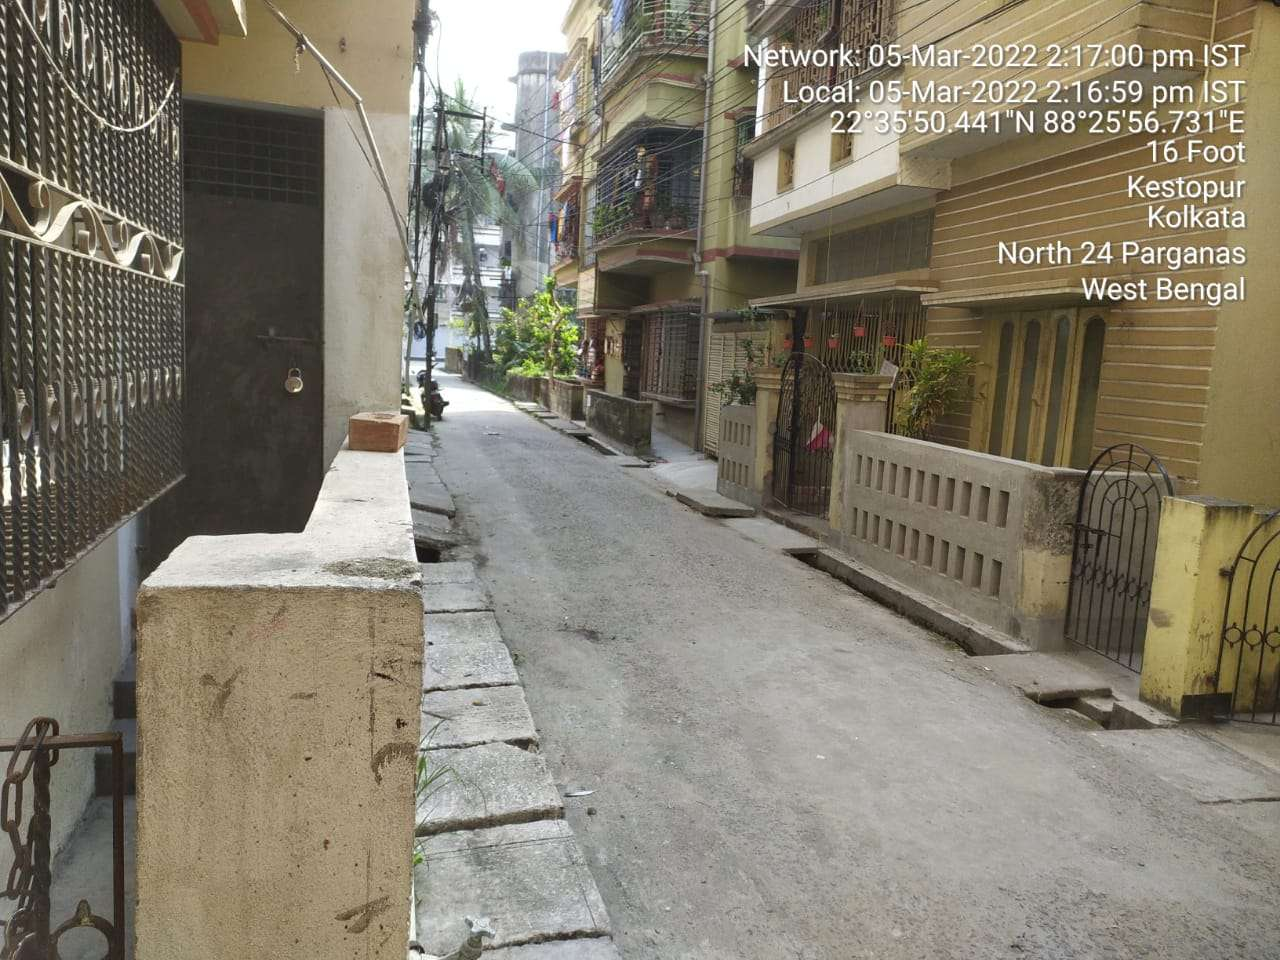 Network: 05-Mar-2022 2:17:00 pm IST
Local: 05-Mar-2022 2:16:59 pm IST
22°35'50.441"N 88°25'56.731"E
16 Foot
Kestopur
Kolkata
North 24 Parganas
West Bengal